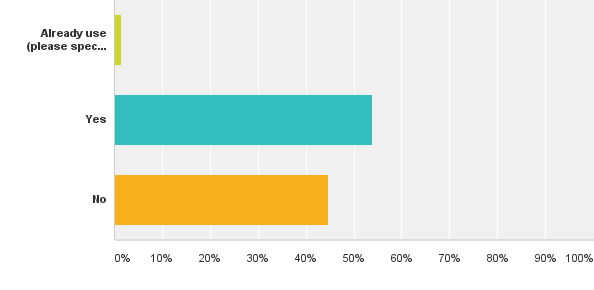 Already use
(please spec...
Yes
No
0% 10% 20% 30% 40% 50% 60% 70% 80% 90% 100%